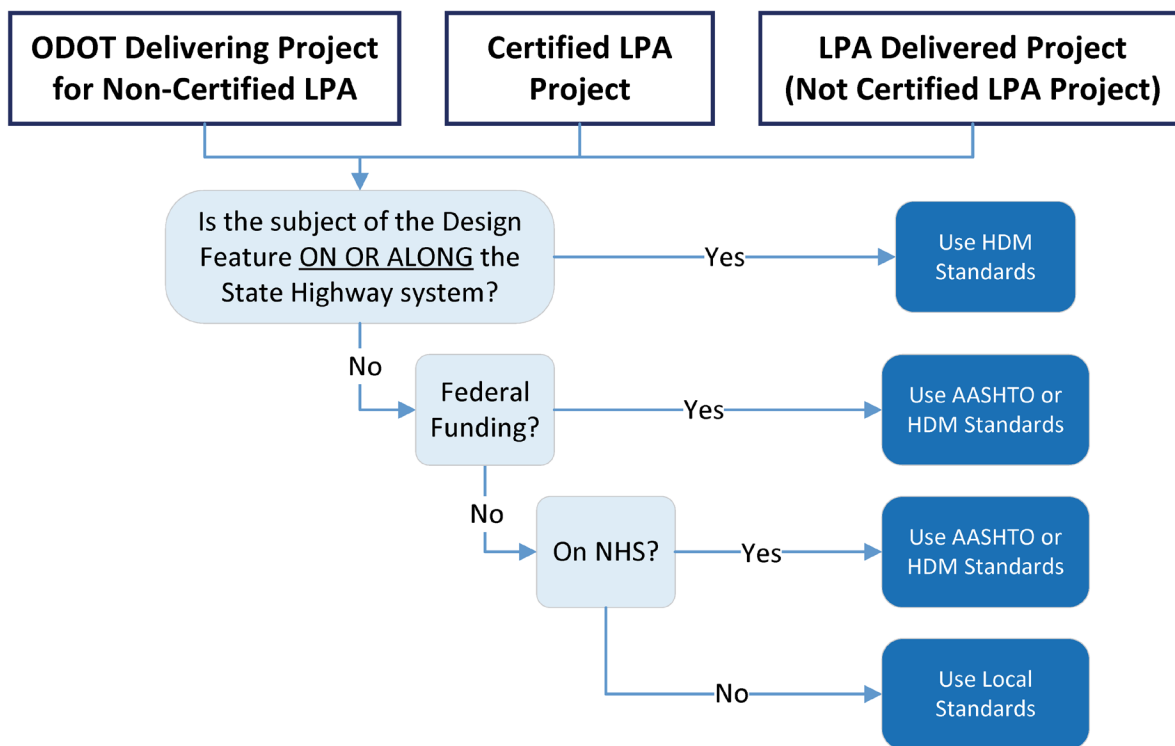 ODOT Delivering Project
for Non-Certified LPA
Certified LPA
Project
LPA Delivered Project
(Not Certified LPA Project)
Is the subject of the Design
Feature ON OR ALONG the
State Highway system?
Yes
Use HDM
Standards
No
Federal
Funding?
Yes
Use AASHTO or
HDM Standards
No
On NHS?
Yes
Use AASHTO or
HDM Standards
No
Use Local
Standards